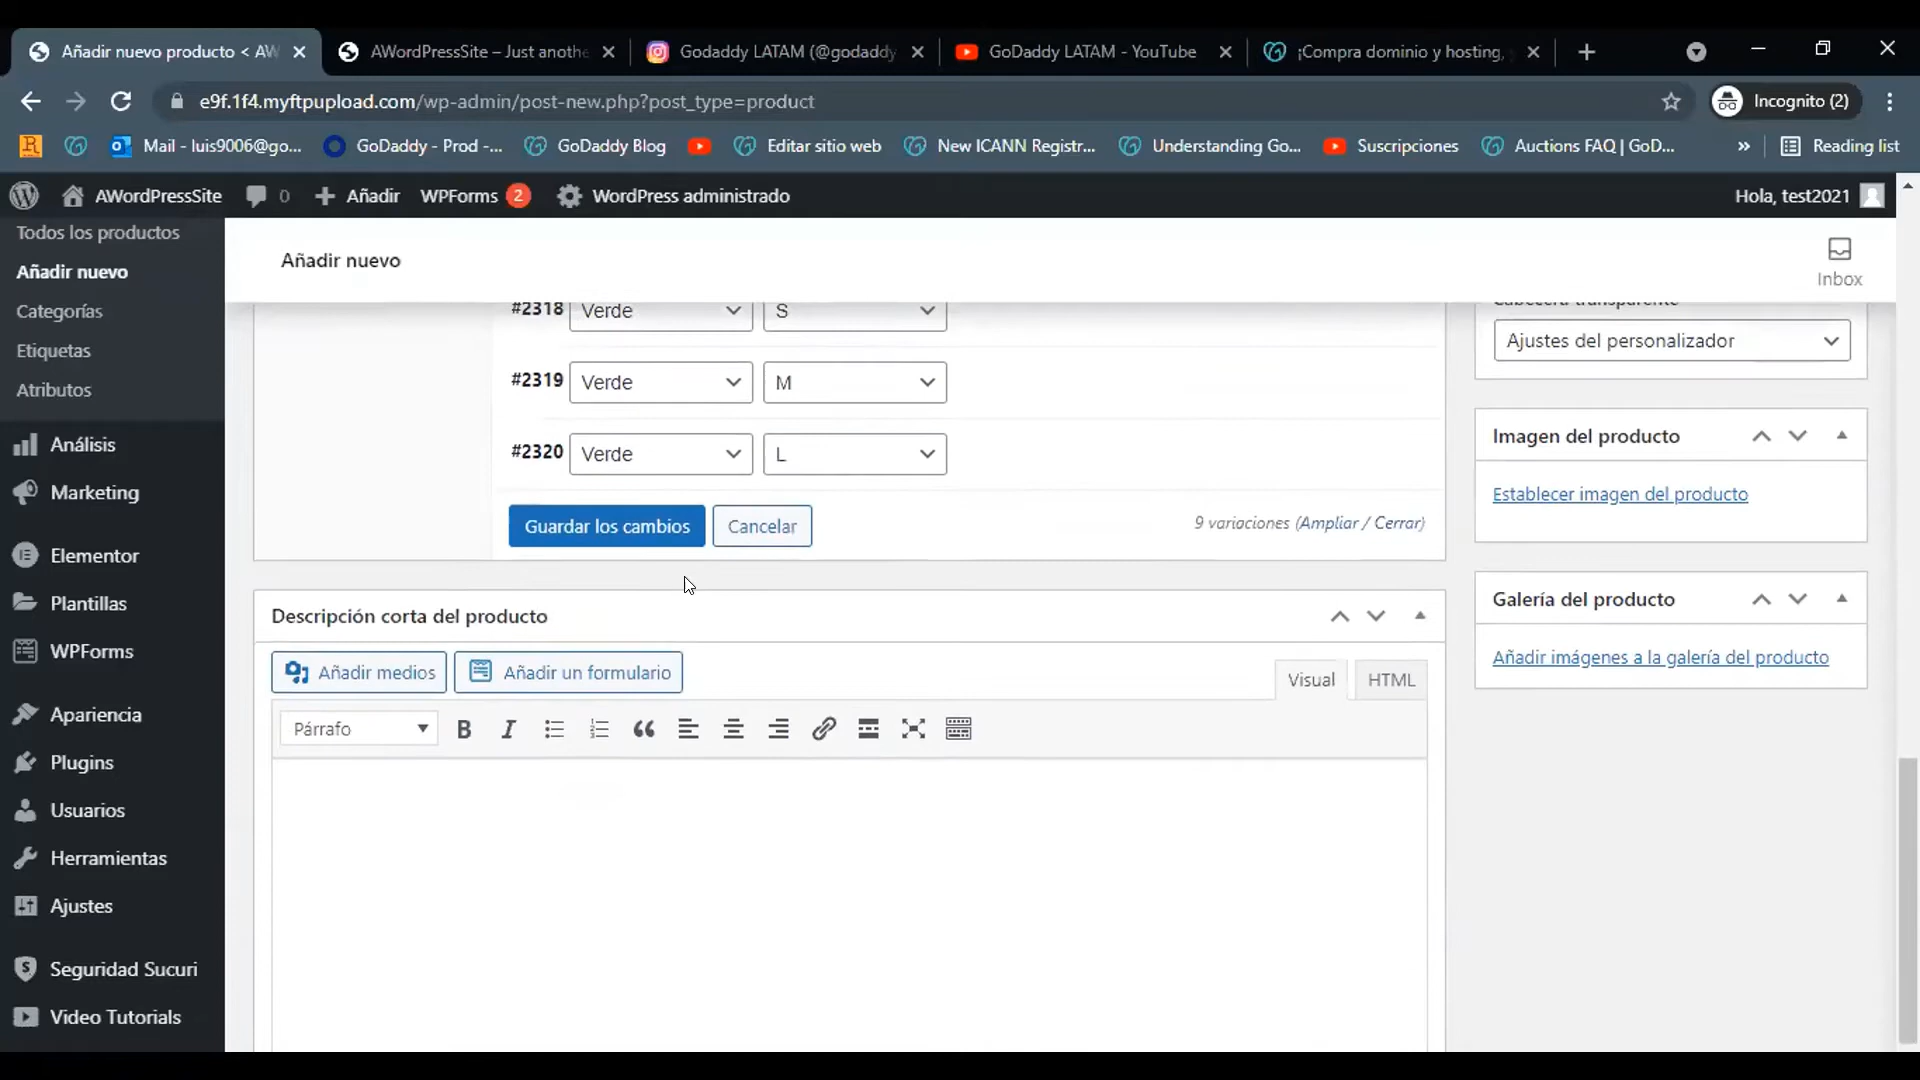 Añadir nuevo producto < AW
AWordPressSite – Just anothe
Godaddy LATAM (@godaddy
GoDaddy LATAM - YouTube
¡Compra dominio y hosting,
e9f.1f4.myftpupload.com/wp-admin/post-new.php?post_type=product
Incognito (2)
Mail - luis9006@go...
GoDaddy - Prod -...
GoDaddy Blog
Editar sitio web
New ICANN Registr...
Understanding Go...
Suscripciones
Auctions FAQ | GoD...
»
Reading list
AWordPressSite
0
Añadir
WPForms 2
WordPress administrado
Hola, test2021
Todos los productos
Añadir nuevo
Categorías
Etiquetas
Atributos
Análisis
Marketing
Elementor
Plantillas
WPForms
Apariencia
Plugins
Usuarios
Herramientas
Ajustes
Seguridad Sucuri
Video Tutorials
Añadir nuevo
Inbox
#2318 Verde S
#2319 Verde M
#2320 Verde L
Guardar los cambios
Cancelar
9 variaciones (Ampliar / Cerrar)
Descripción corta del producto
Añadir medios
Añadir un formulario
Visual
HTML
Párrafo
B
I
Cabecera transparente
Ajustes del personalizador
Imagen del producto
Establecer imagen del producto
Galería del producto
Añadir imágenes a la galería del producto